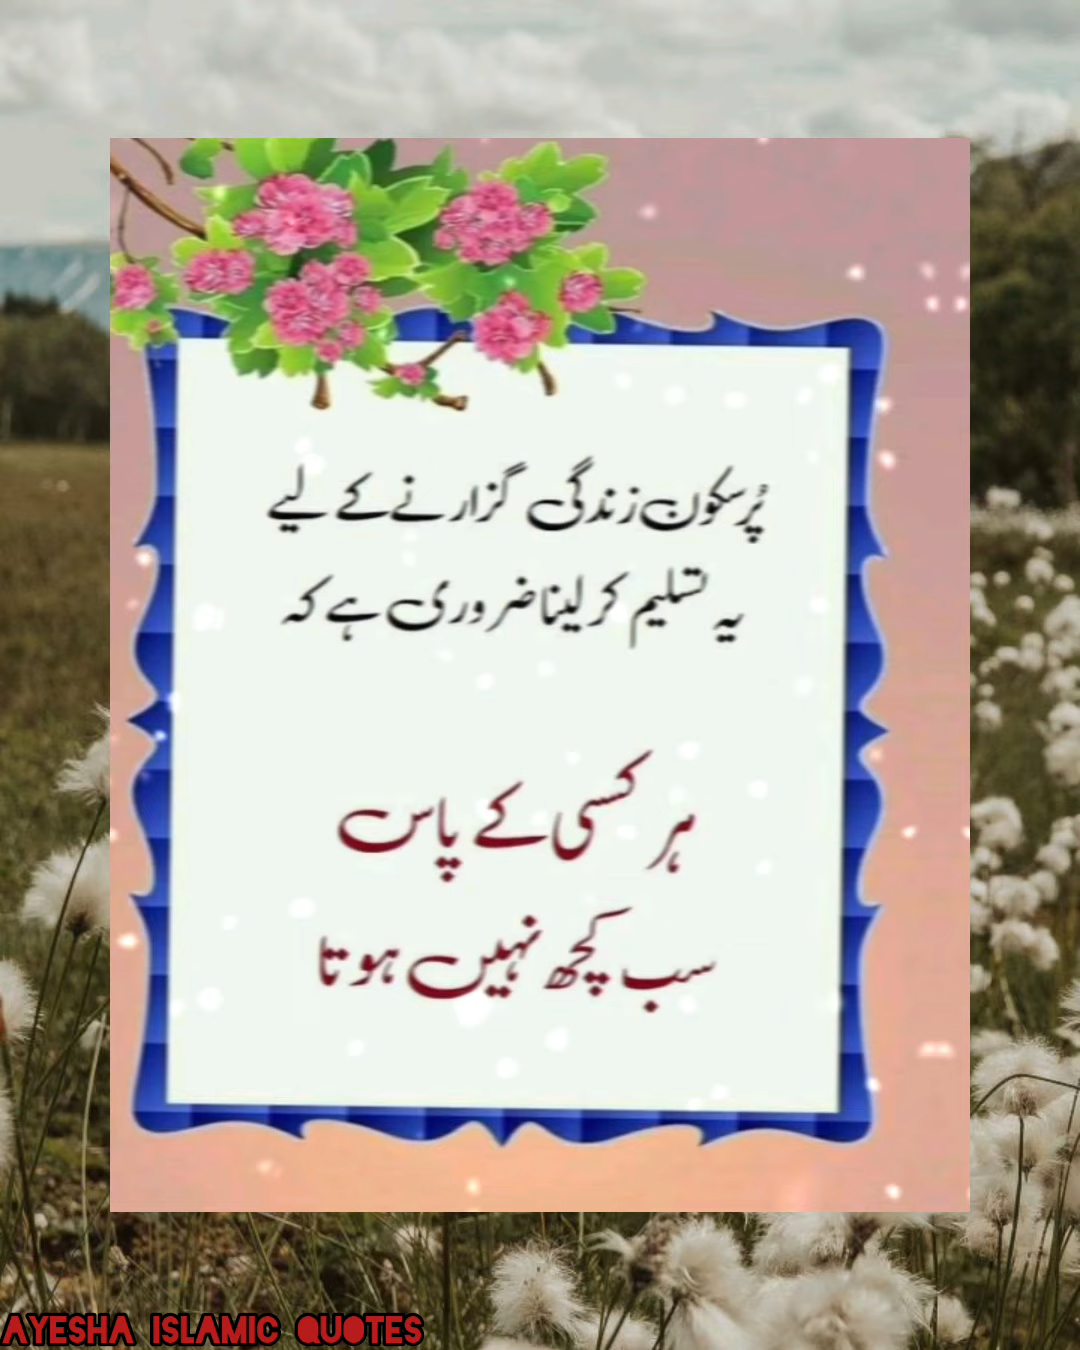 پُرسکون زندگی گزارنے کے لیے
یہ تسلیم کر لینا ضروری ہے کہ
ہر کسی کے پاس
سب کچھ نہیں ہوتا
AYESHA ISLAMIC QUOTES